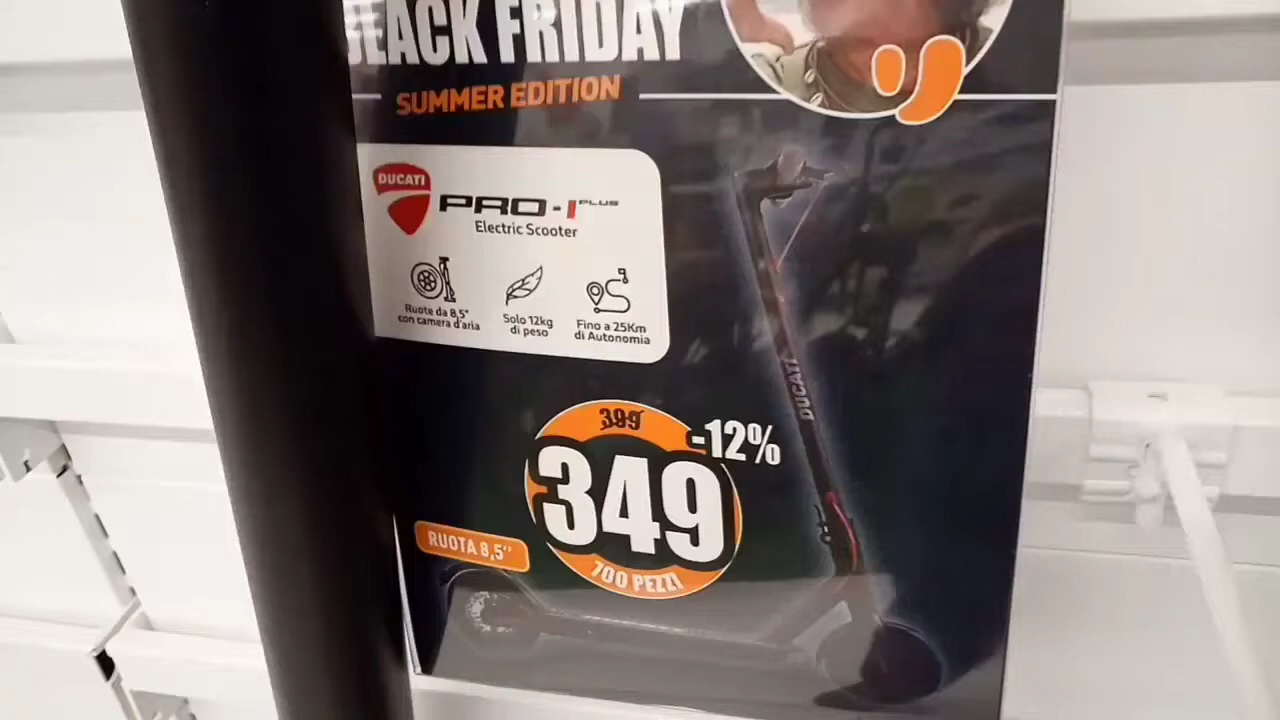 BLACK FRIDAY
SUMMER EDITION
DUCATI
PRO-I PLUS
Electric Scooter
Ruote da 8,5"
con camera d'aria
Solo 12kg
di peso
Fino a 25Km
di Autonomia
DUCATI
399
-12%
349
700 PEZZI
RUOTA 8,5"